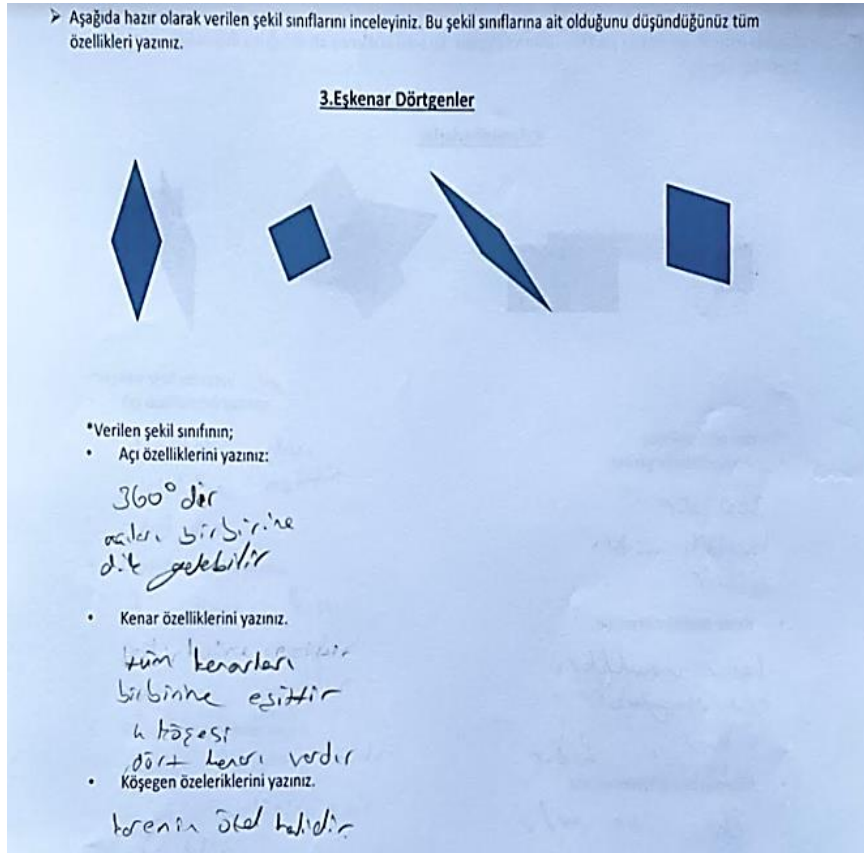 ➤ Aşağıda hazır olarak verilen şekil sınıflarını inceleyiniz. Bu şekil sınıflarına ait olduğunu düşündüğünüz tüm
özellikleri yazınız.
3.Eşkenar Dörtgenler
*Verilen şekil sınıfının;
• Açı özelliklerini yazınız:
360° dir
açıları birbirine
dik gelebilir
• Kenar özelliklerini yazınız.
tüm kenarları
birbirine eşittir
4 köşesi
dört kenarı vardır
• Köşegen özeleriklerini yazınız.
karenin özel halidir